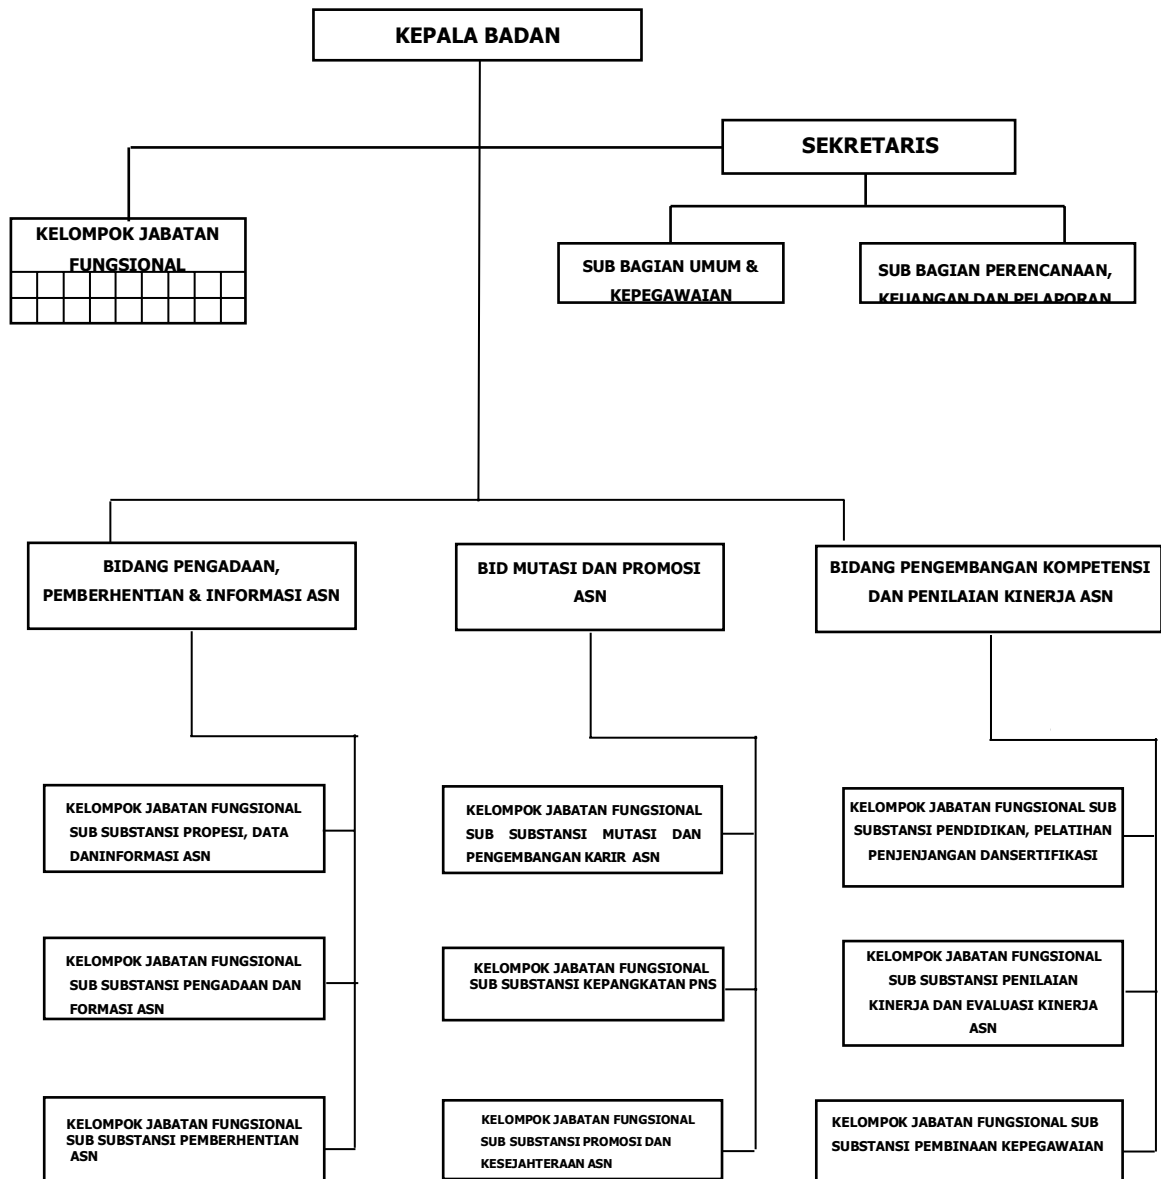 KEPALA BADAN
SEKRETARIS
KELOMPOK JABATAN
FUNGSIONAL
SUB BAGIAN UMUM &
KEPEGAWAIAN
SUB BAGIAN PERENCANAAN,
KEUANGAN DAN PELAPORAN
BIDANG PENGADAAN,
PEMBERHENTIAN & INFORMASI ASN
BID MUTASI DAN PROMOSI
ASN
BIDANG PENGEMBANGAN KOMPETENSI
DAN PENILAIAN KINERJA ASN
KELOMPOK JABATAN FUNGSIONAL
SUB SUBSTANSI PROPESI, DATA
DANINFORMASI ASN
KELOMPOK JABATAN FUNGSIONAL
SUB SUBSTANSI MUTASI DAN
PENGEMBANGAN KARIR ASN
KELOMPOK JABATAN FUNGSIONAL SUB
SUBSTANSI PENDIDIKAN, PELATIHAN
PENJENJANGAN DANSERTIFIKASI
KELOMPOK JABATAN FUNGSIONAL
SUB SUBSTANSI PENGADAAN DAN
FORMASI ASN
KELOMPOK JABATAN FUNGSIONAL
SUB SUBSTANSI KEPANGKATAN PNS
KELOMPOK JABATAN FUNGSIONAL
SUB SUBSTANSI PENILAIAN
KINERJA DAN EVALUASI KINERJA
ASN
KELOMPOK JABATAN FUNGSIONAL
SUB SUBSTANSI PEMBERHENTIAN
ASN
KELOMPOK JABATAN FUNGSIONAL
SUB SUBSTANSI PROMOSI DAN
KESEJAHTERAAN ASN
KELOMPOK JABATAN FUNGSIONAL SUB
SUBSTANSI PEMBINAAN KEPEGAWAIAN